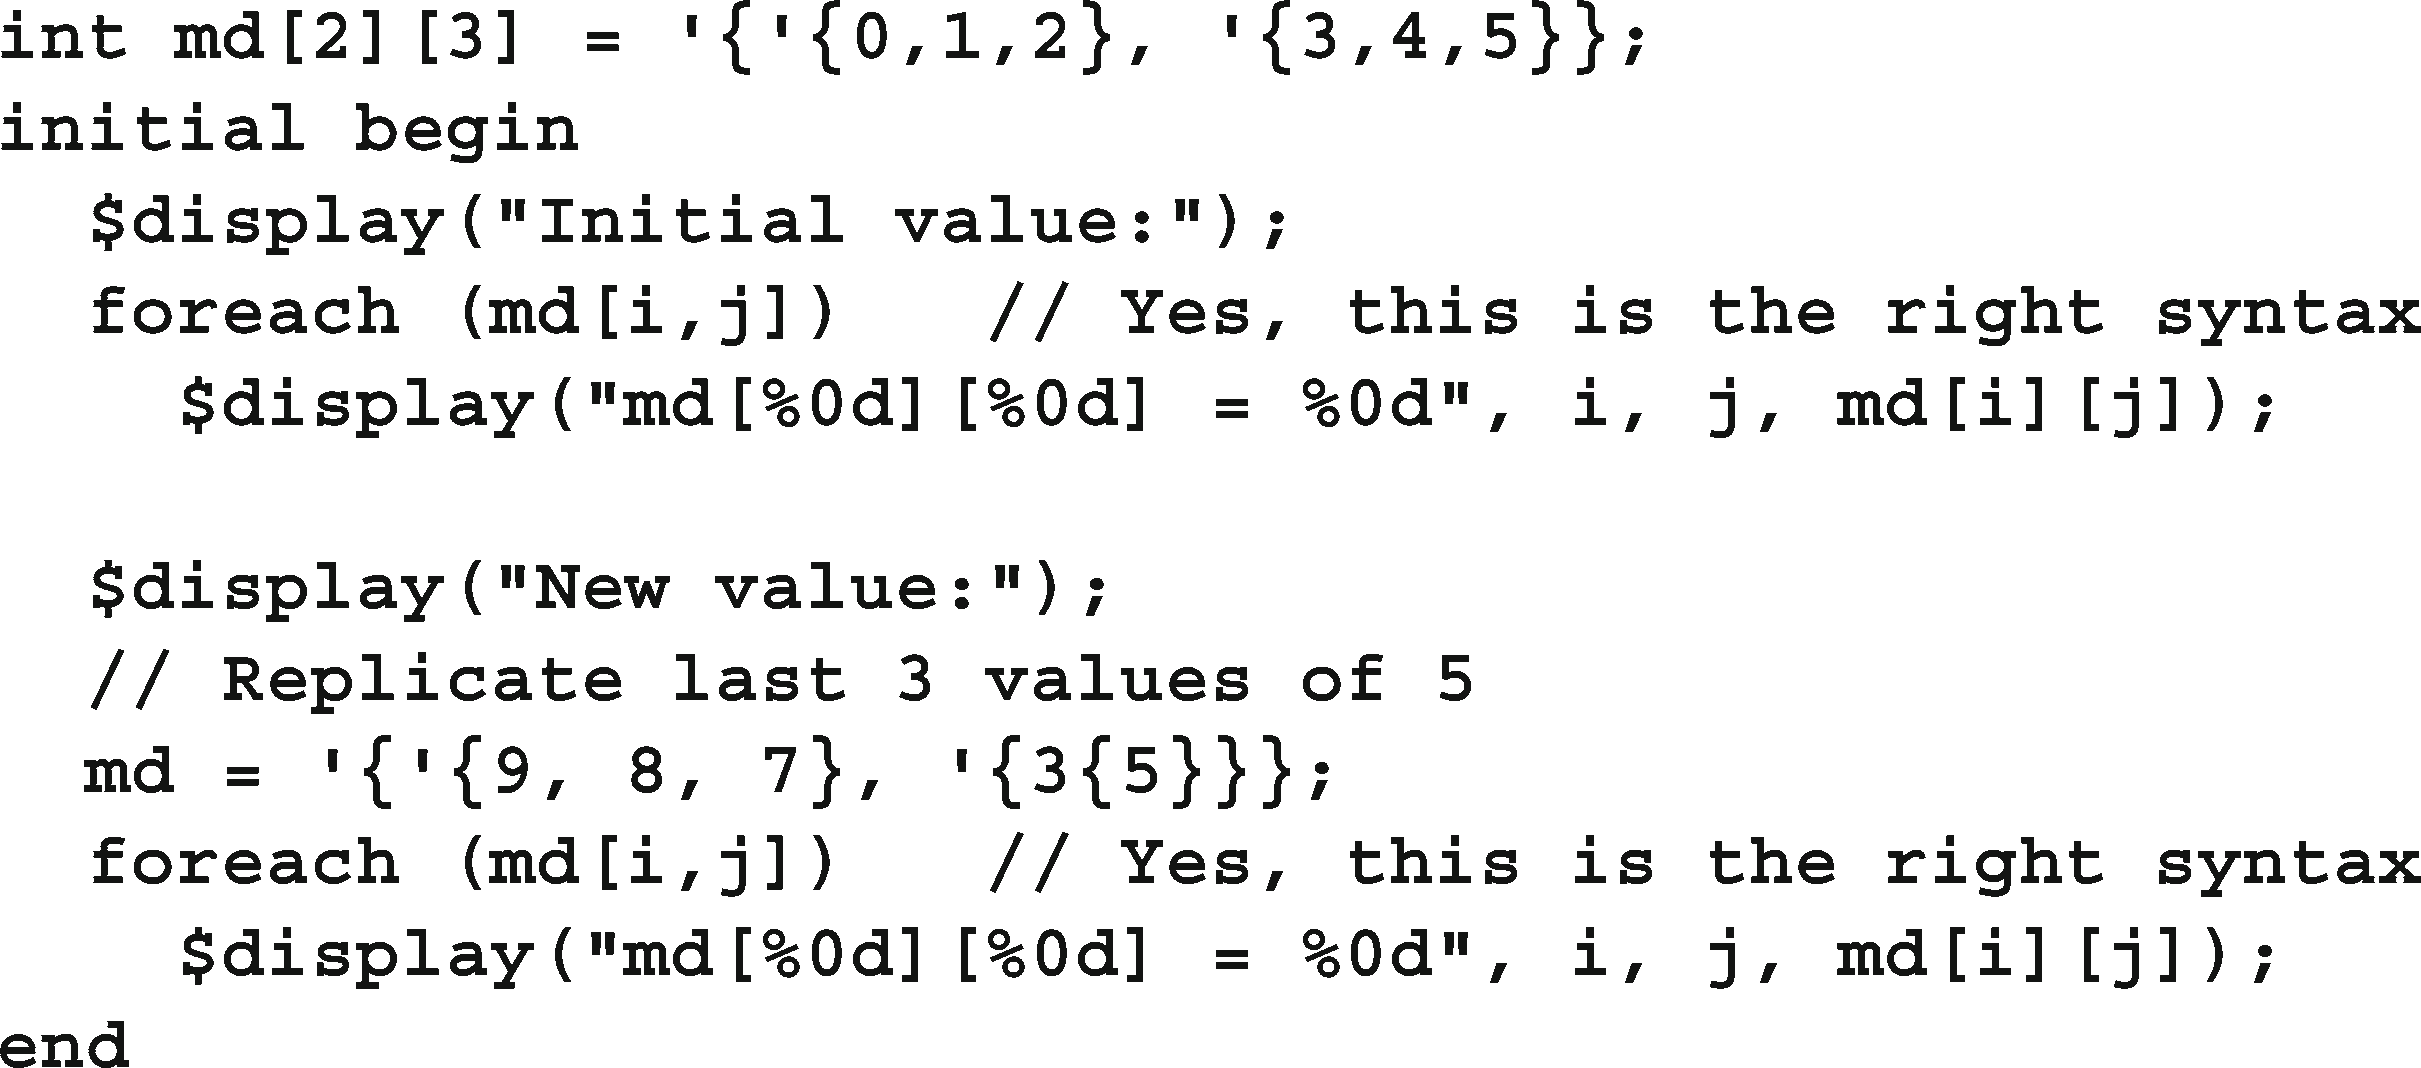 int md[2][3] = '{'{0,1,2}, '{3,4,5}};
initial begin
  $display("Initial value:");
  foreach (md[i,j])   // Yes, this is the right syntax
    $display("md[%0d][%0d] = %0d", i, j, md[i][j]);
  $display("New value:");
  // Replicate last 3 values of 5
  md = '{'{9, 8, 7}, '{3{5}}};
  foreach (md[i,j])   // Yes, this is the right syntax
    $display("md[%0d][%0d] = %0d", i, j, md[i][j]);
end